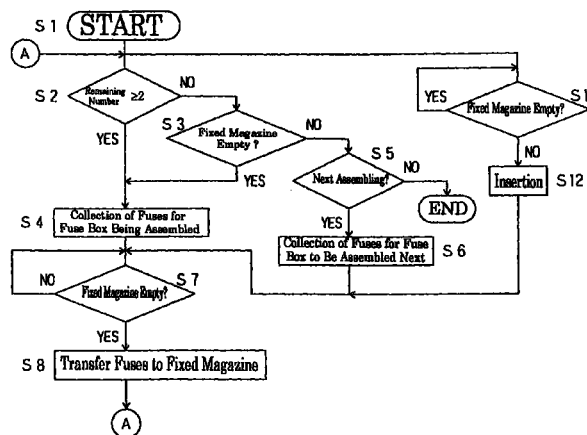 S1 START
A
S2 Remaining Number ≥2
NO
YES
S3 Fixed Magazine Empty?
NO
YES
S1
Fixed Magazine Empty?
YES
NO
S5
Next Assembling?
NO
END
YES
Insertion S12
S4 Collection of Fuses for
Fuse Box Being Assembled
Collection of Fuses for Fuse
Box to Be Assembled Next
S6
NO
S7
Fixed Magazine Empty?
YES
S8 Transfer Fuses to Fixed Magazine
A